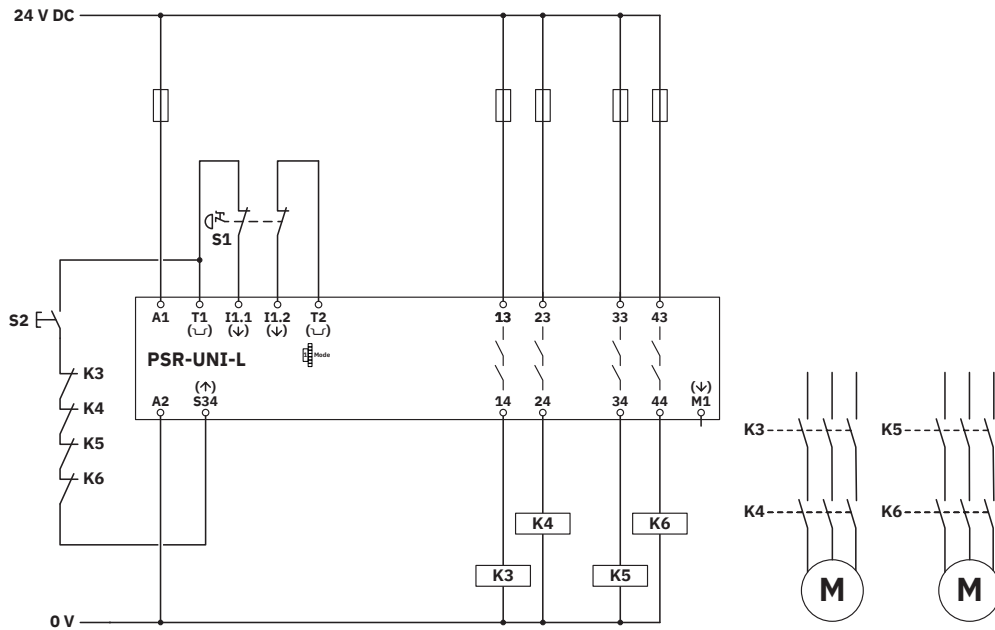 24 V DC
S1
S2
A1 T1 I1.1 I1.2 T2 13 23 33 43
PSR-UNI-L
1 Mode
K3
K4
K5
K6
A2 S34 14 24 34 44 M1
K3 K5
K4 K6
K4 K6
K3 K5
M M
0 V